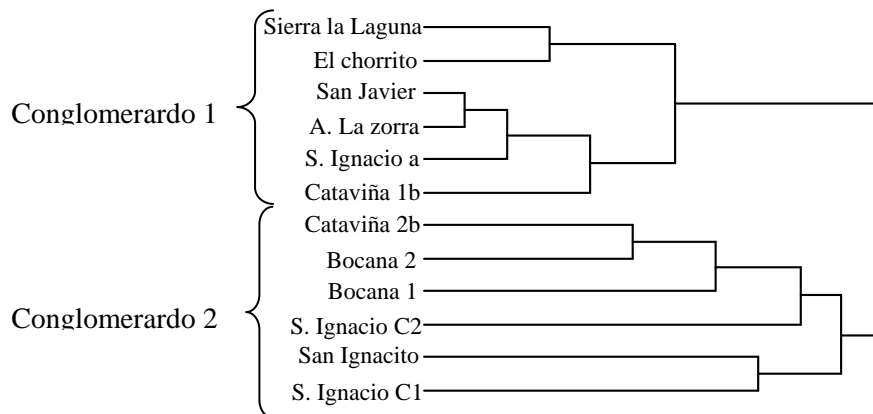 Sierra la Laguna
El chorrito
San Javier
Conglomerardo 1
A. La zorra
S. Ignacio a
Cataviña 1b
Cataviña 2b
Bocana 2
Bocana 1
Conglomerardo 2
S. Ignacio C2
San Ignacito
S. Ignacio C1